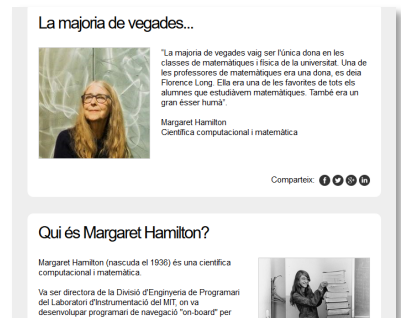 La majoria de vegades...
"La majoria de vegades vaig ser l'única dona en les
classes de matemàtiques i física de la universitat. Una de
les professores de matemàtiques era una dona, es deia
Florence Long. Ella era una de les favorites de tots els
alumnes que estudiàvem matemàtiques. També era un
gran ésser humà".
Margaret Hamilton
Científica computacional i matemàtica
Comparteix:
Qui és Margaret Hamilton?
Margaret Hamilton (nascuda el 1936) és una científica
computacional i matemàtica.
Va ser directora de la Divisió d'Enginyeria de Programari
del Laboratori d'Instrumentació del MIT, on va
desenvolupar programari de navegació "on-board" per